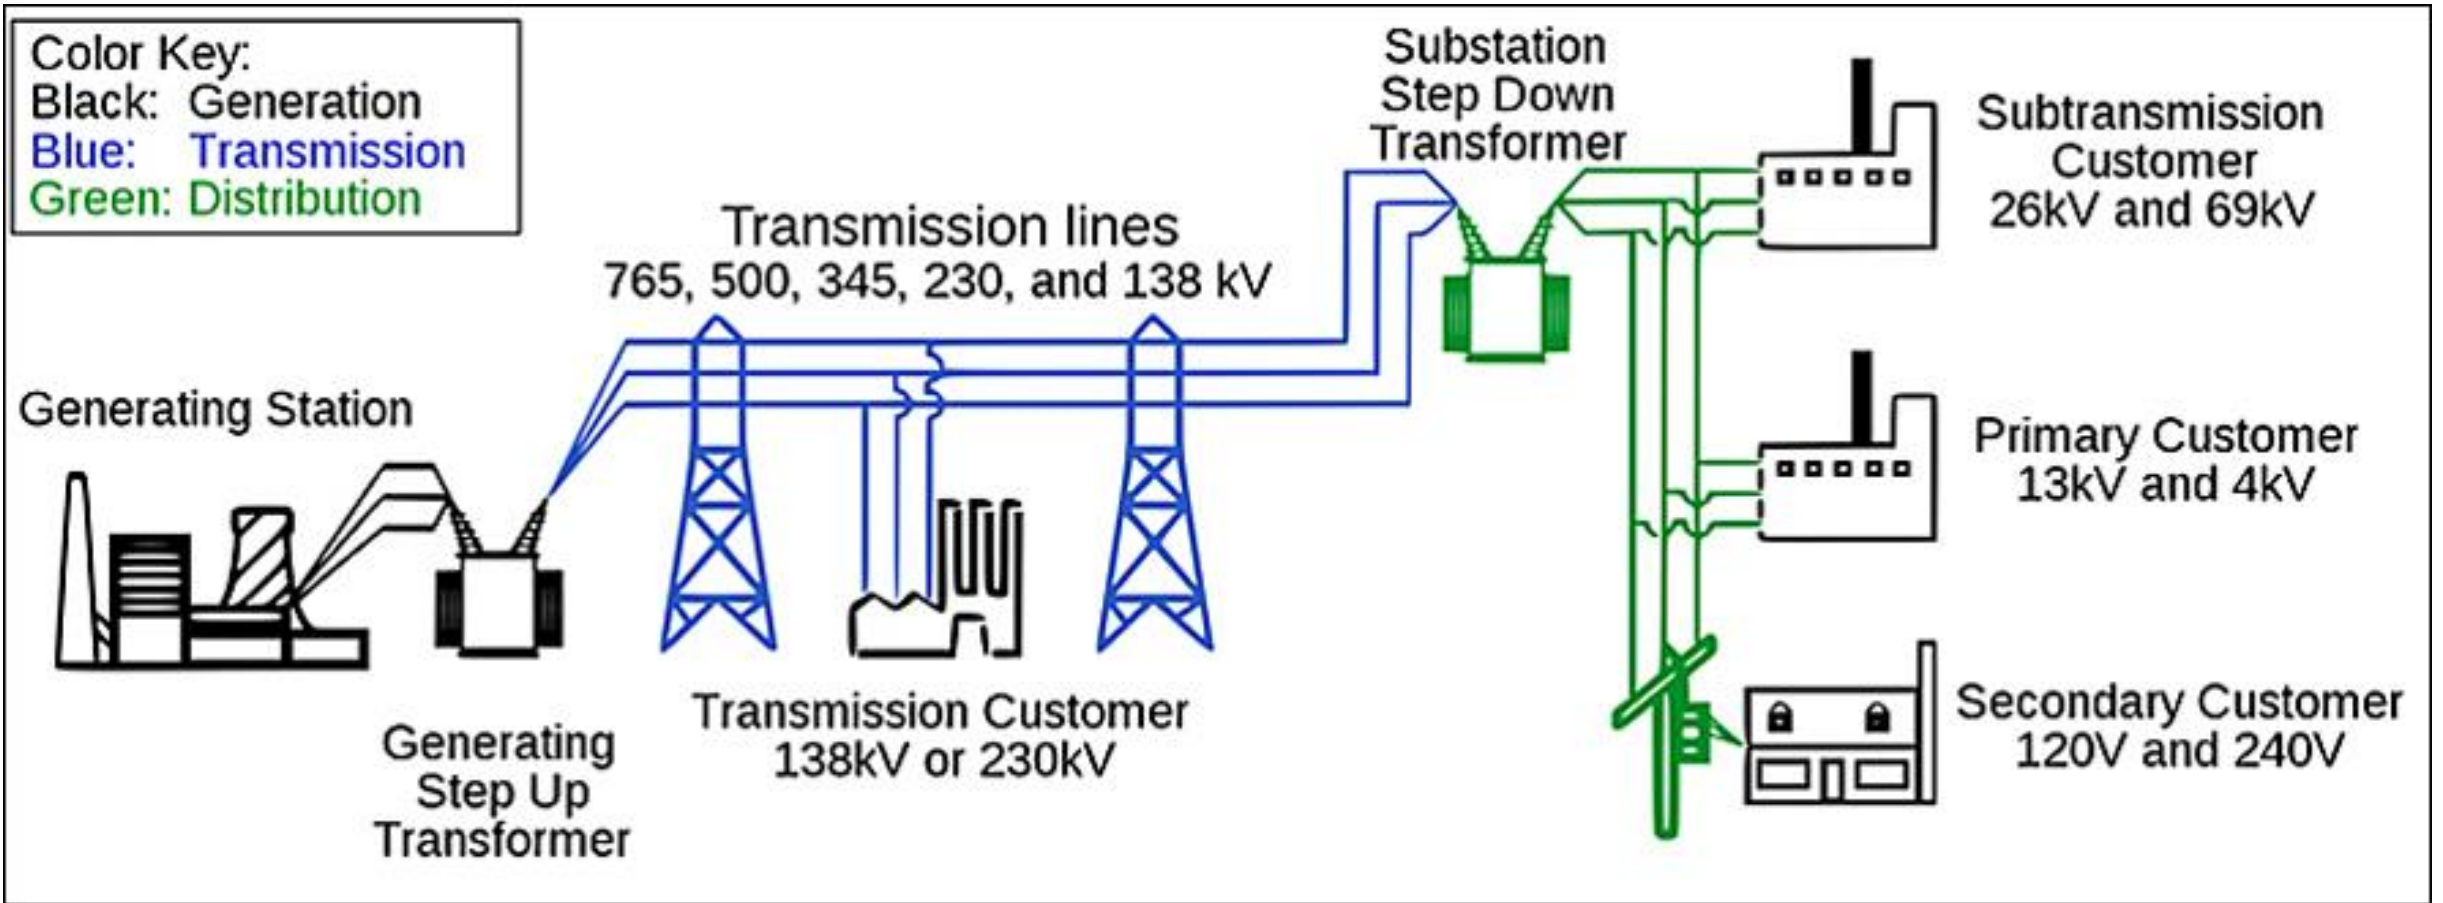 Color Key:
Black: Generation
Blue: Transmission
Green: Distribution
Generating Station
Generating
Step Up
Transformer
Transmission lines
765, 500, 345, 230, and 138 kV
Transmission Customer
138kV or 230kV
Substation
Step Down
Transformer
Subtransmission
Customer
26kV and 69kV
Primary Customer
13kV and 4kV
Secondary Customer
120V and 240V